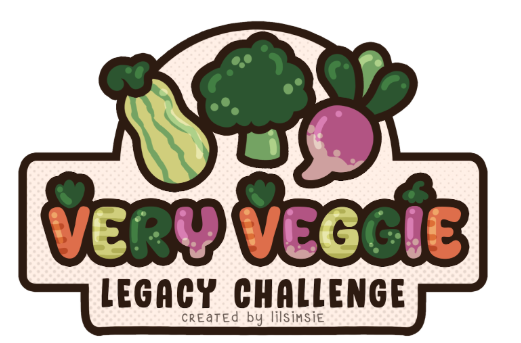 VERY VEGGIE
LEGACY CHALLENGE
CREATED by lilsimsie